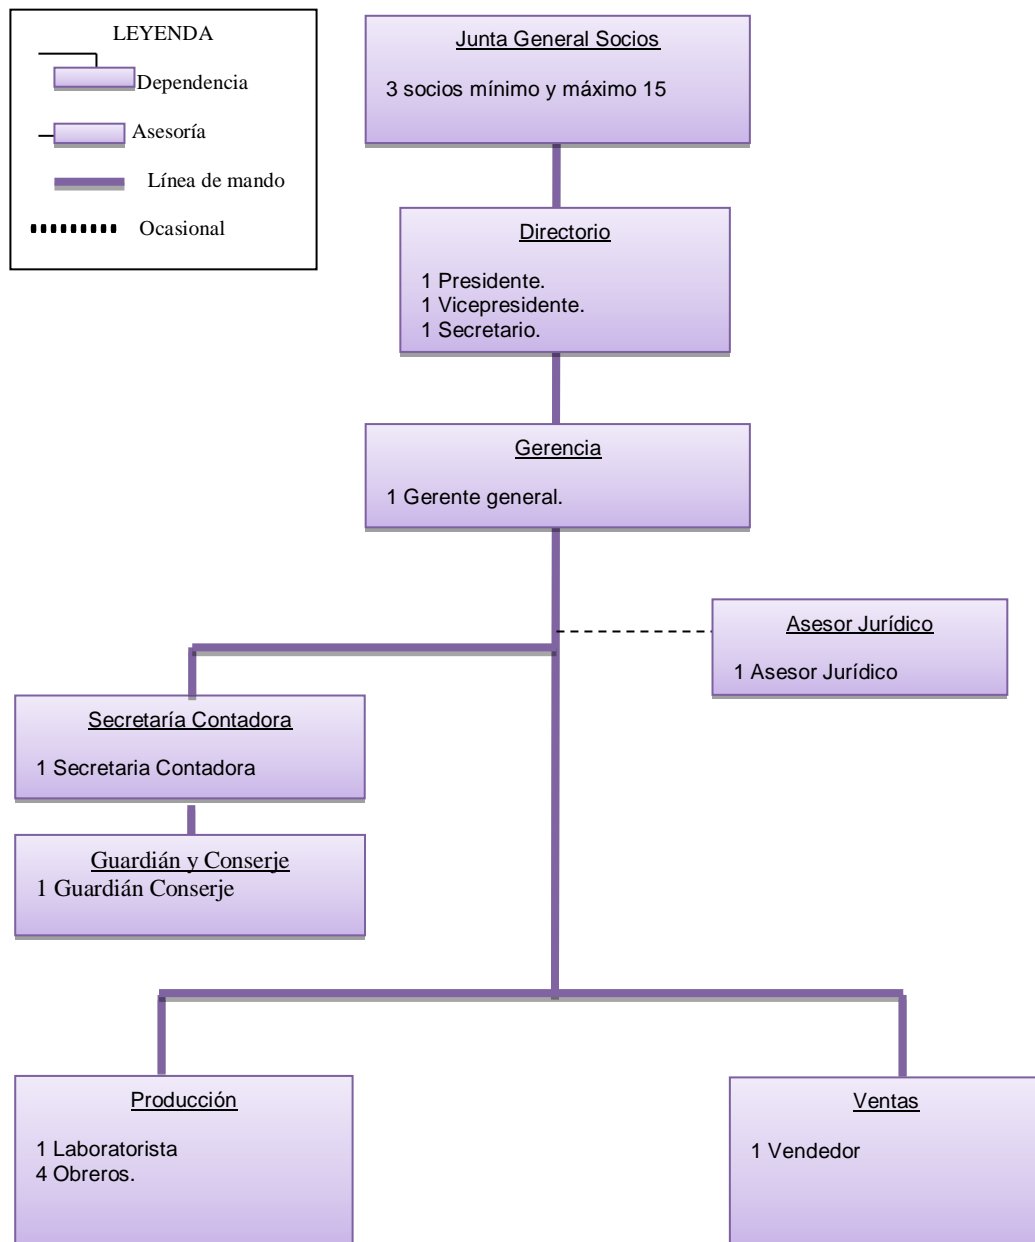 LEYENDA
Dependencia
Asesoría
Línea de mando
Ocasional
Junta General Socios
3 socios mínimo y máximo 15
Directorio
1 Presidente.
1 Vicepresidente.
1 Secretario.
Gerencia
1 Gerente general.
Asesor Jurídico
1 Asesor Jurídico
Secretaría Contadora
1 Secretaria Contadora
Guardián y Conserje
1 Guardián Conserje
Producción
1 Laboratorista
4 Obreros.
Ventas
1 Vendedor